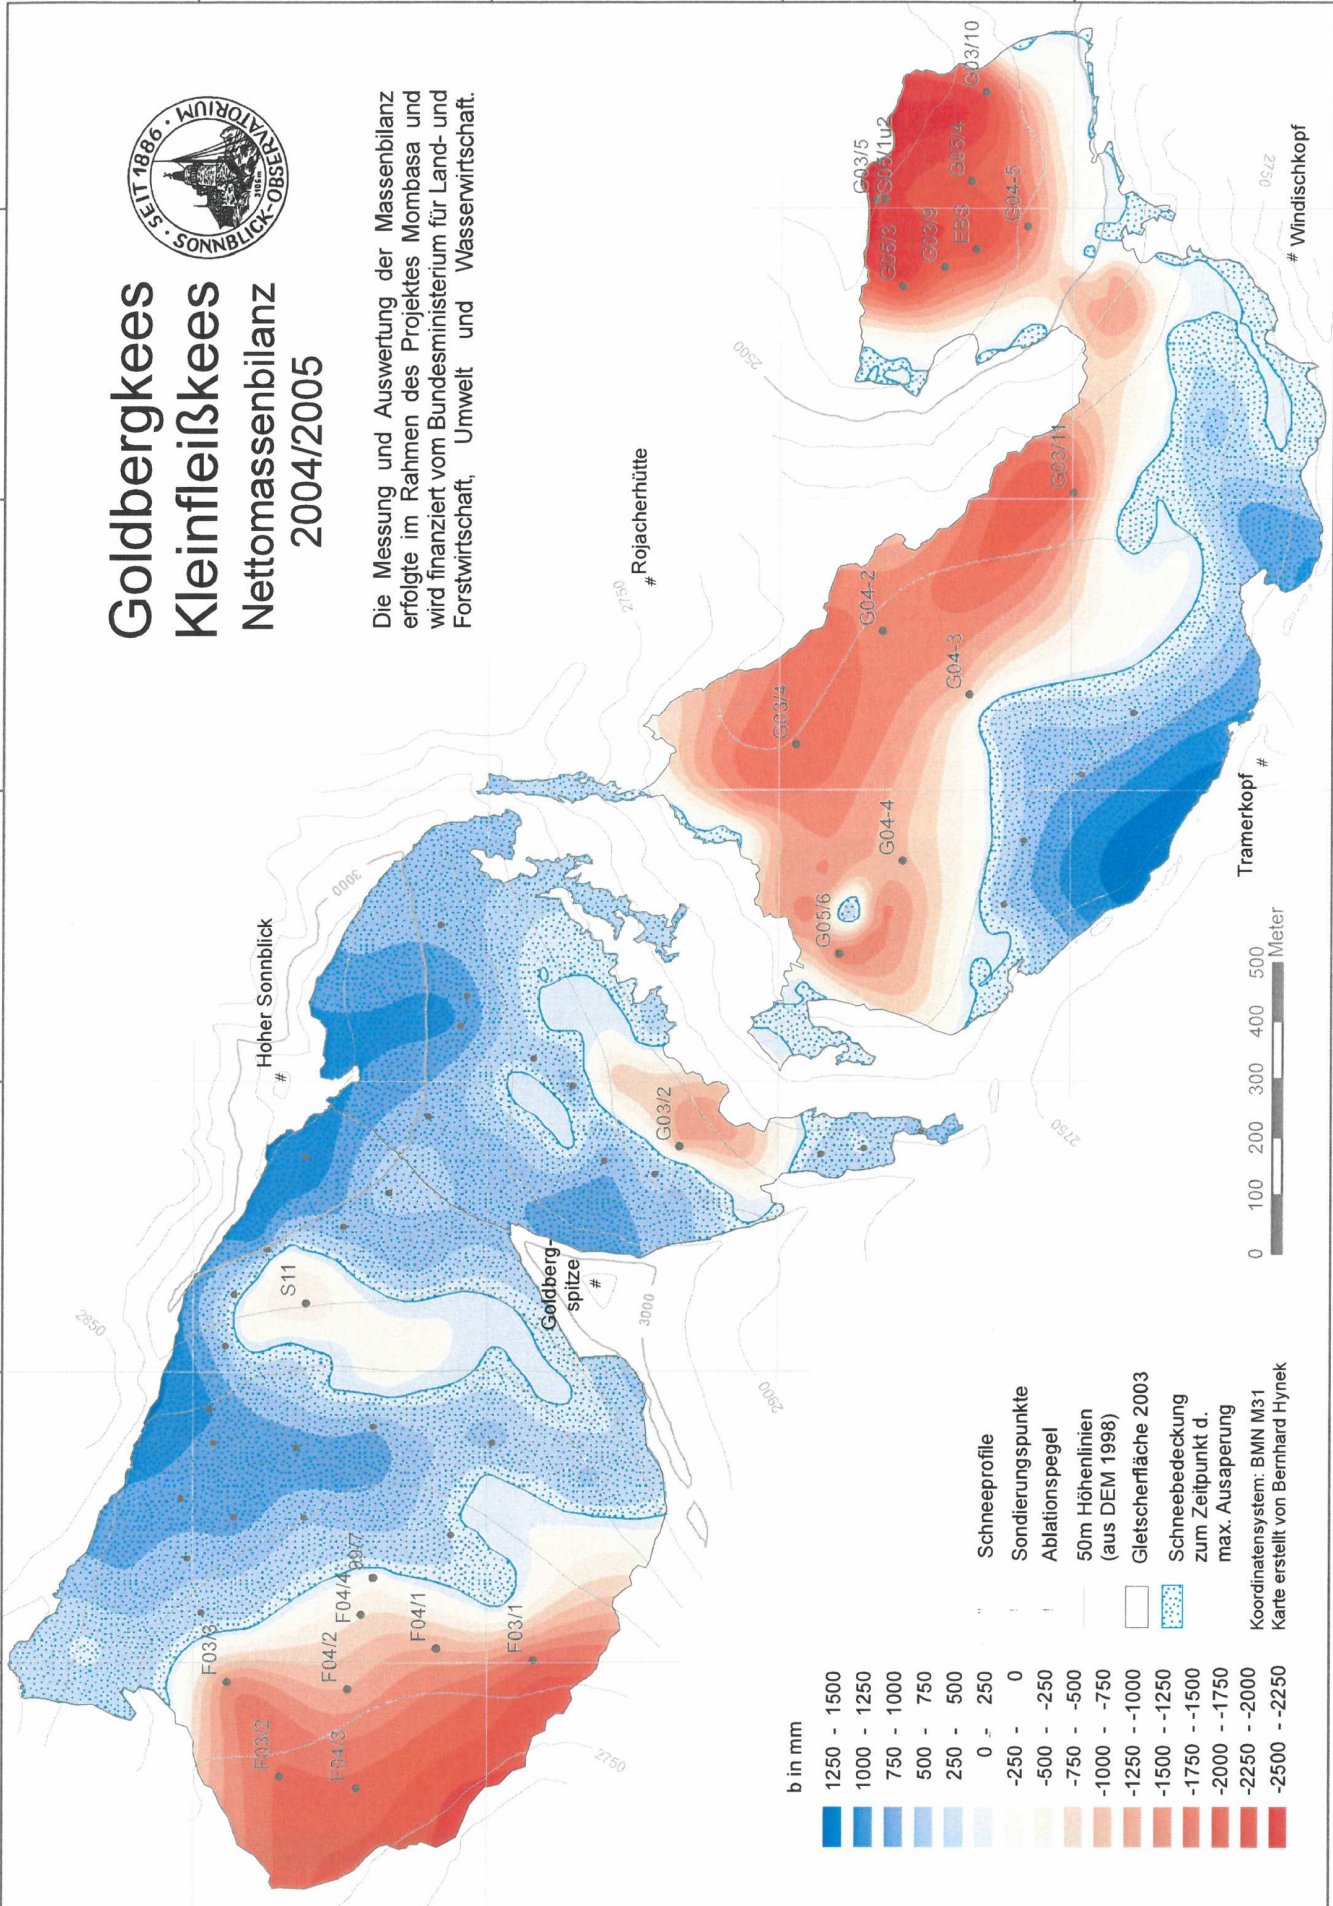 Goldbergkees
Kleinfleißkees
Nettomassenbilanz
2004/2005
· SEIT 1886 ·
SONNBLICK-OBSERVATORIUM
3106m
Die Messung und Auswertung der Massenbilanz
erfolgte im Rahmen des Projektes Mombasa und
wird finanziert vom Bundesministerium für Land- und
Forstwirtschaft, Umwelt und Wasserwirtschaft.
Hoher Sonnblick
#
3000
2850
S11
Goldberg-
spitze
#
3000
2900
G03/2
2750
F03/3
F03/2
F04/3
F04/2
F04/4
F04/1
F03/1
2750
# Rojacherhütte
2750
2500
G03/4
G04-2
G04-3
G04-4
G05/6
G03/11
G03/5
G05/1u2
G05/3
G03/9
EBS
G05/4
G04-5
G03/10
2750
# Windischkopf
Tramerkopf
#
b in mm
1250 - 1500
1000 - 1250
750 - 1000
500 - 750
250 - 500
0 - 250
-250 - 0
-500 - -250
-750 - -500
-1000 - -750
-1250 - -1000
-1500 - -1250
-1750 - -1500
-2000 - -1750
-2250 - -2000
-2500 - -2250
Schneeprofile
Sondierungspunkte
Ablationspegel
50m Höhenlinien
(aus DEM 1998)
Gletscherfläche 2003
Schneebedeckung
zum Zeitpunkt d.
max. Ausaperung
Koordinatensystem: BMN M31
Karte erstellt von Bernhard Hynek
0 100 200 300 400 500
Meter